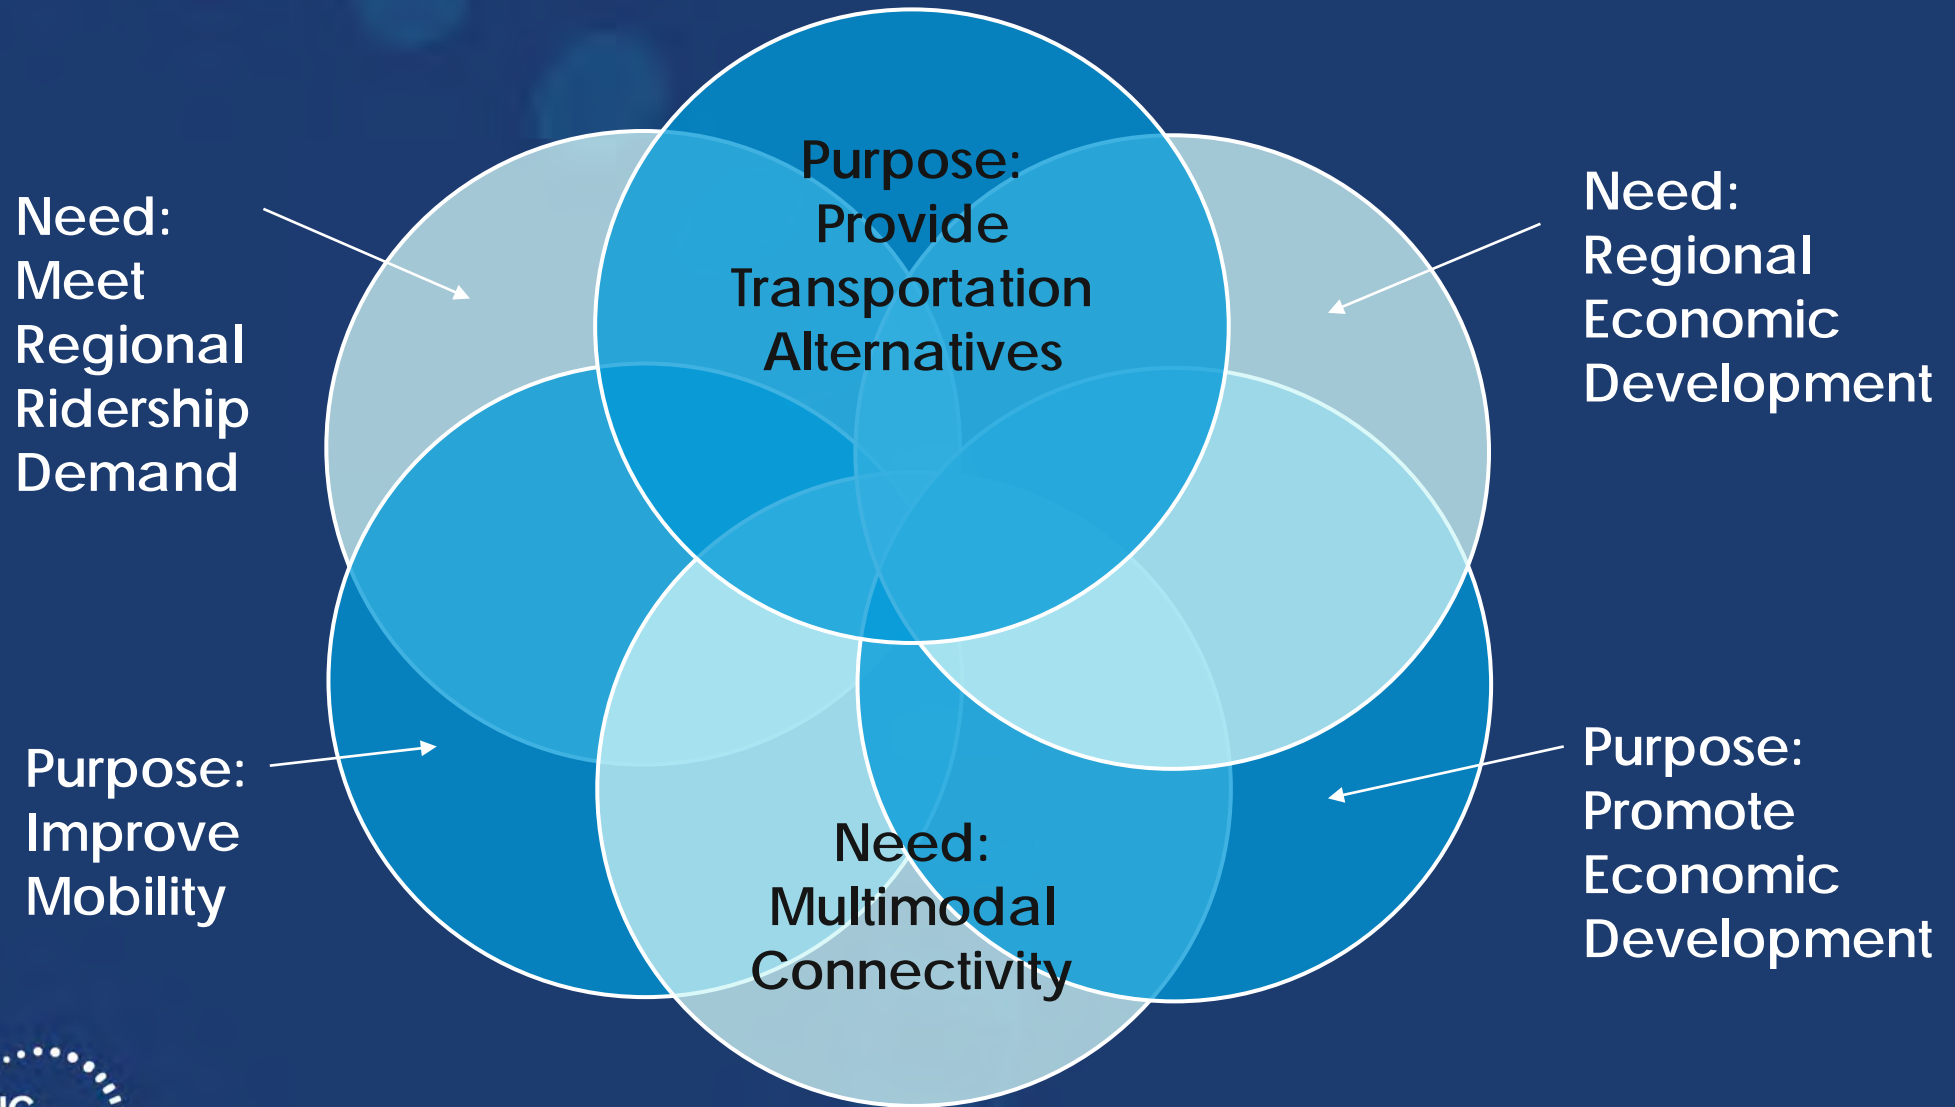 Purpose:
Provide
Transportation
Alternatives
Need:
Meet
Regional
Ridership
Demand
Need:
Regional
Economic
Development
Purpose:
Improve
Mobility
Need:
Multimodal
Connectivity
Purpose:
Promote
Economic
Development